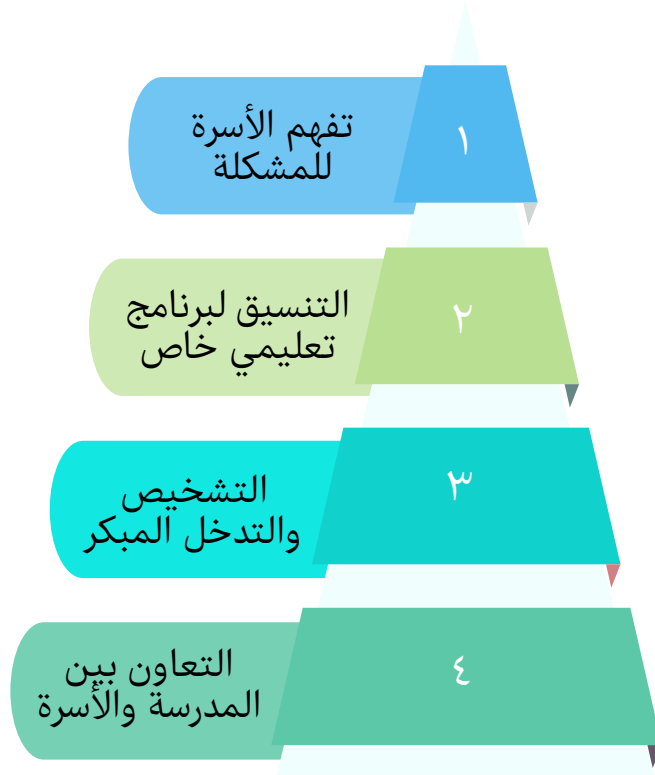 ١
تفهم الأسرة
للمشكلة
٢
التنسيق لبرنامج
تعليمي خاص
٣
التشخيص
والتدخل المبكر
٤
التعاون بين
المدرسة والأسرة